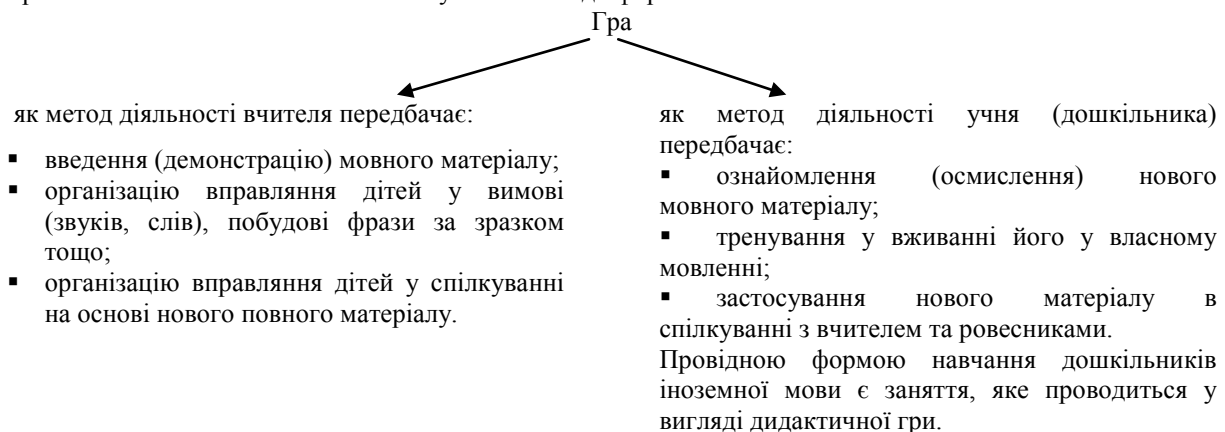 Гра
як метод діяльності вчителя передбачає:
▪ введення (демонстрацію) мовного матеріалу;
▪ організацію вправляння дітей у вимові
(звуків, слів), побудові фрази за зразком
тощо;
▪ організацію вправляння дітей у спілкуванні
на основі нового повного матеріалу.
як метод діяльності учня (дошкільника)
передбачає:
▪ ознайомлення (осмислення) нового
мовного матеріалу;
▪ тренування у вживанні його у власному
мовленні;
▪ застосування нового матеріалу в
спілкуванні з вчителем та ровесниками.
Провідною формою навчання дошкільників
іноземної мови є заняття, яке проводиться у
вигляді дидактичної гри.